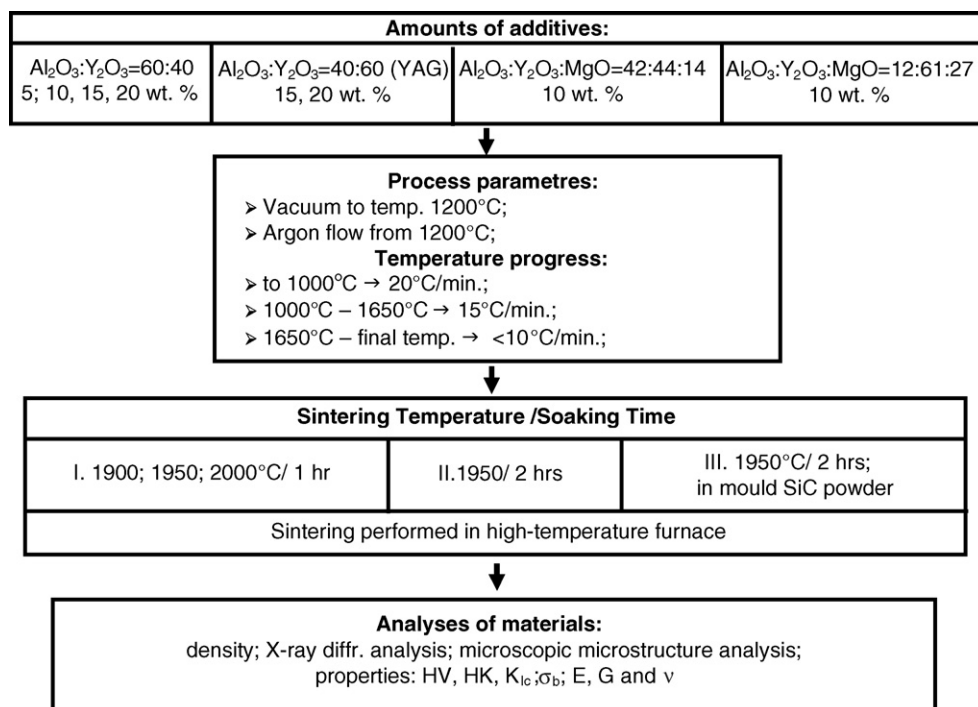 Amounts of additives:
Al₂O₃:Y₂O₃=60:40
5; 10, 15, 20 wt. %
Al₂O₃:Y₂O₃=40:60 (YAG)
15, 20 wt. %
Al₂O₃:Y₂O₃:MgO=42:44:14
10 wt. %
Al₂O₃:Y₂O₃:MgO=12:61:27
10 wt. %
Process parametres:
➢ Vacuum to temp. 1200°C;
➢ Argon flow from 1200°C;
Temperature progress:
➢ to 1000°C → 20°C/min.;
➢ 1000°C – 1650°C → 15°C/min.;
➢ 1650°C – final temp. → <10°C/min.;
Sintering Temperature /Soaking Time
I. 1900; 1950; 2000°C/ 1 hr
II.1950/ 2 hrs
III. 1950°C/ 2 hrs;
in mould SiC powder
Sintering performed in high-temperature furnace
Analyses of materials:
density; X-ray diffr. analysis; microscopic microstructure analysis;
properties: HV, HK, K_Ic;σ_b; E, G and ν